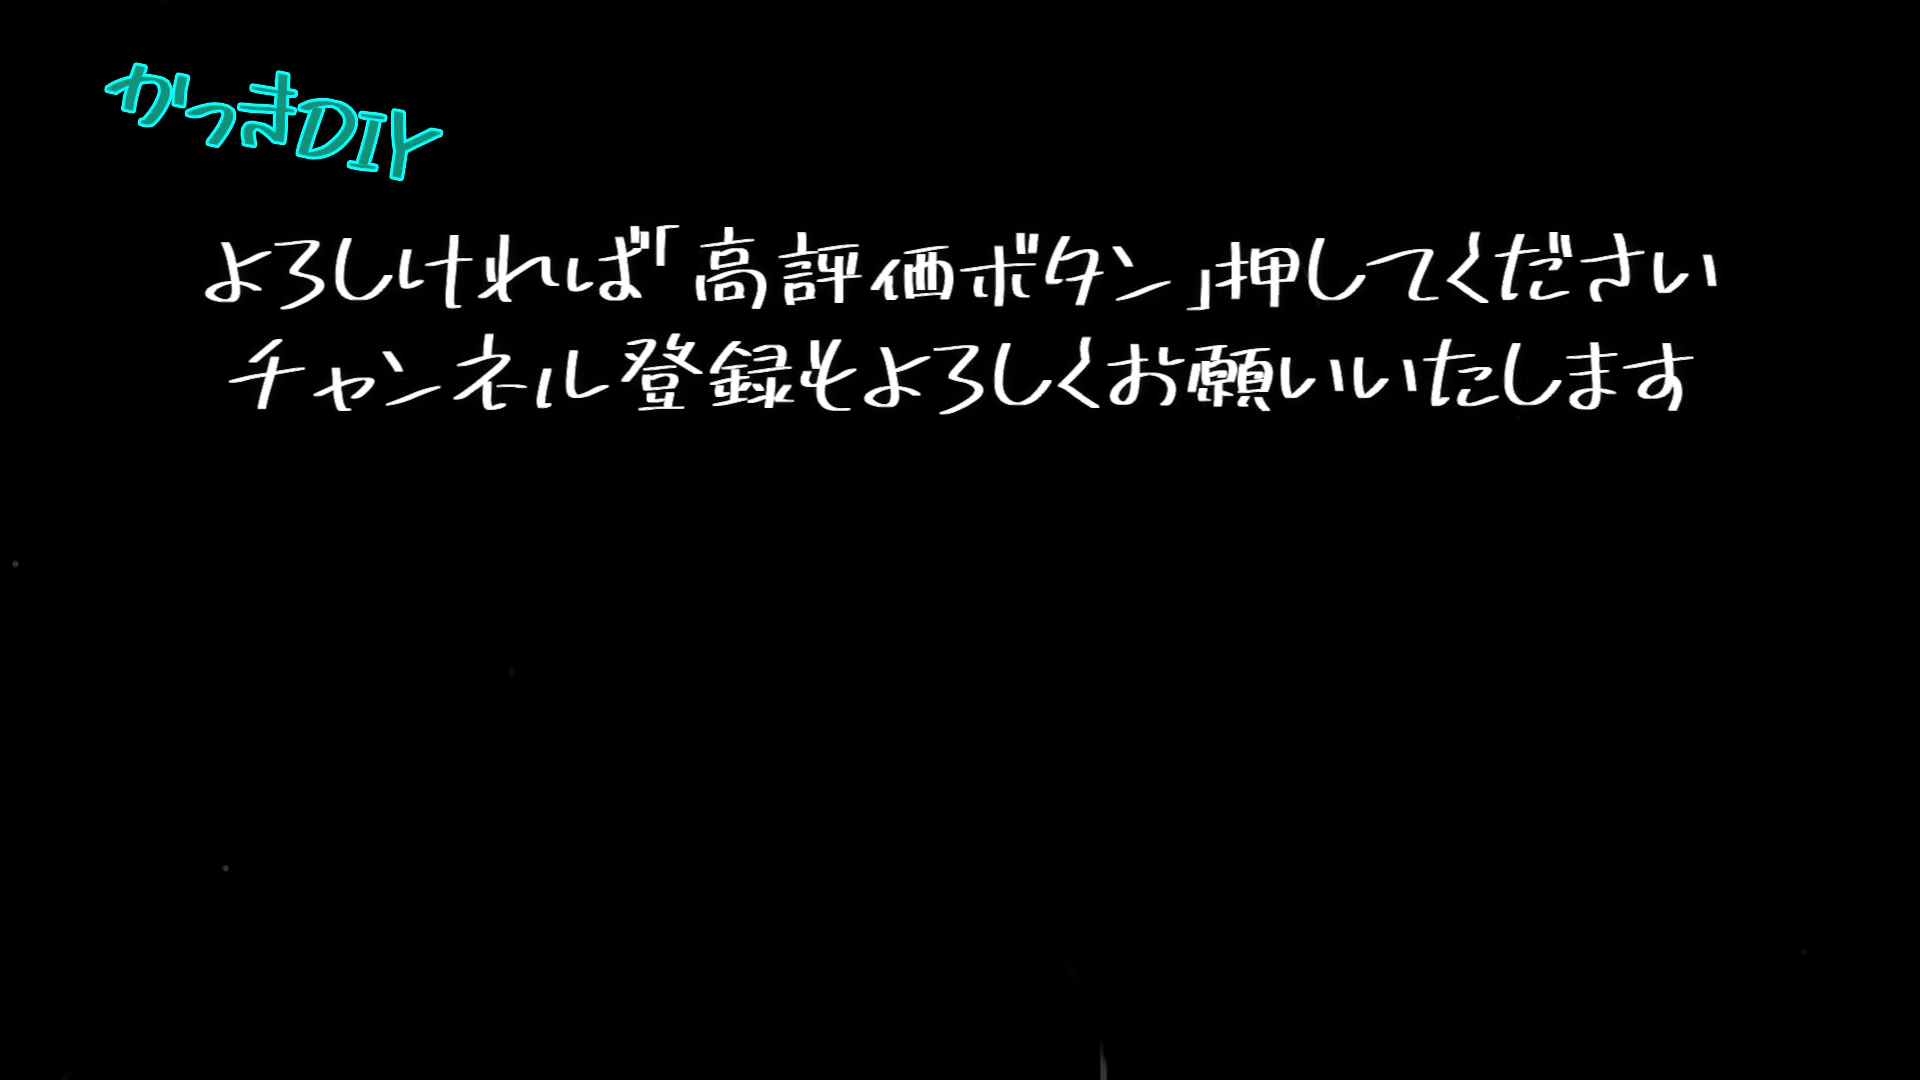 かつきDIY
よろしければ「高評価ボタン」押してください
チャンネル登録もよろしくお願いいたします